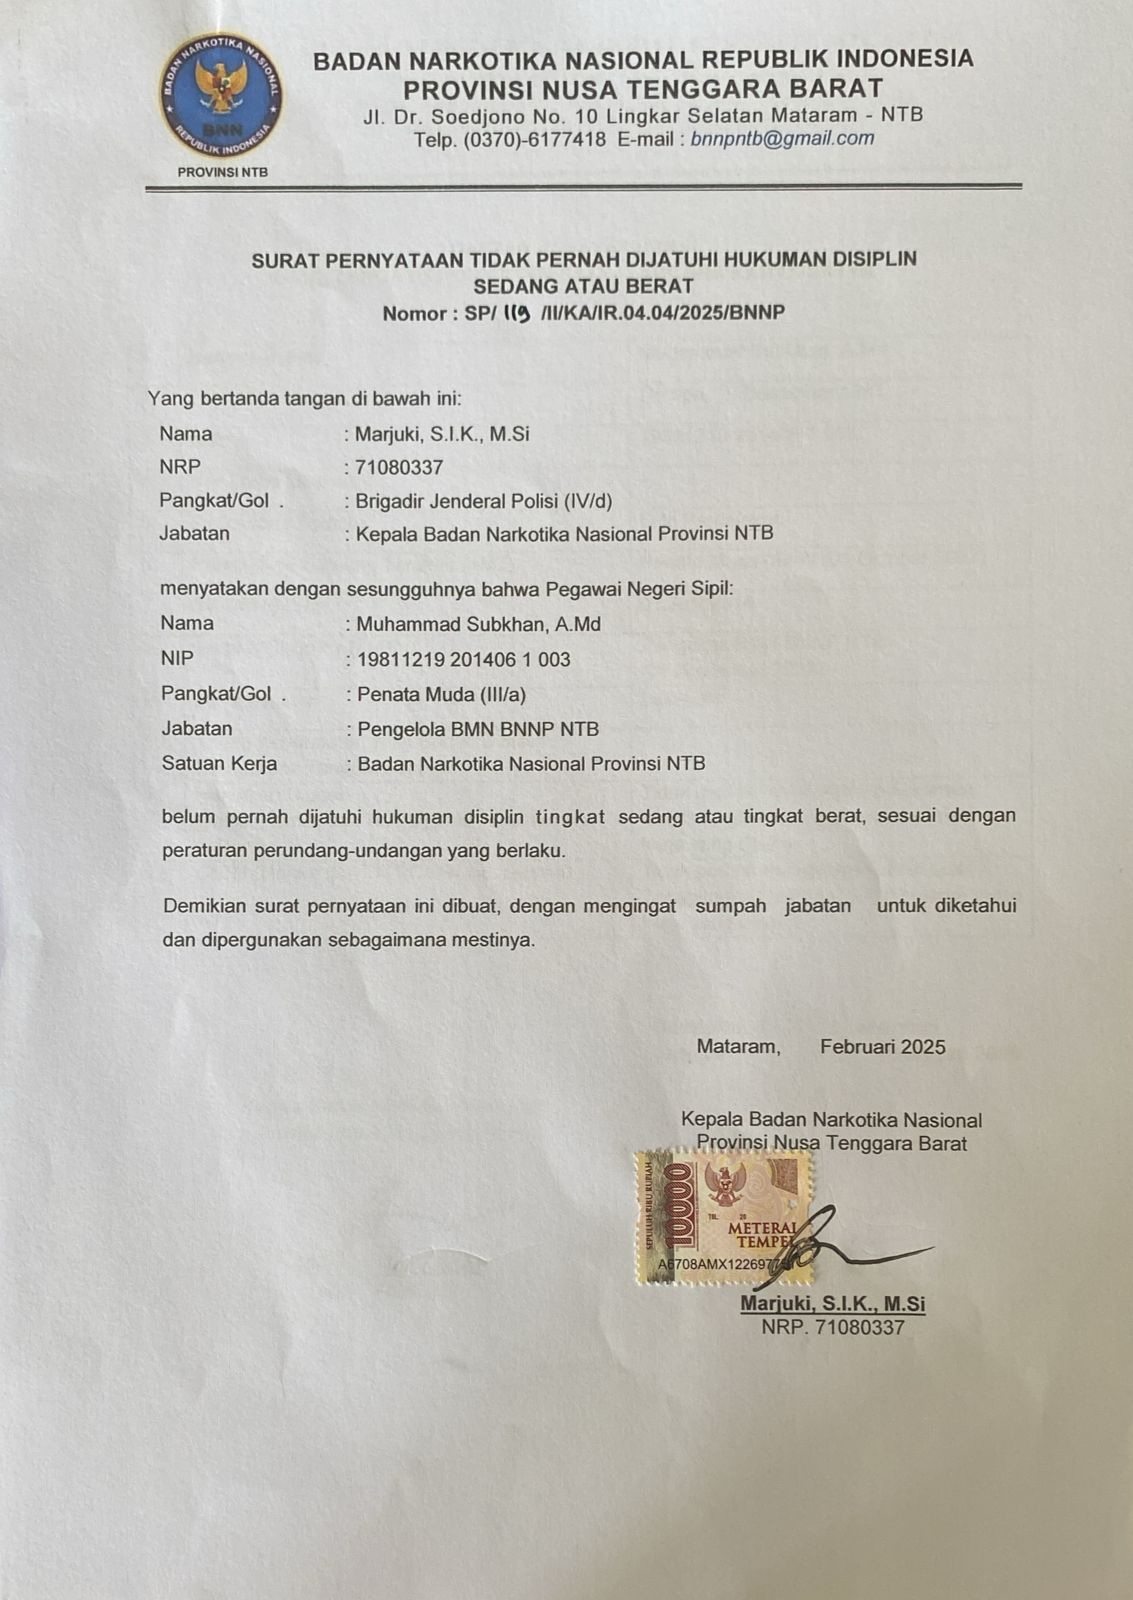 BADAN NARKOTIKA NASIONAL
BNN
REPUBLIK INDONESIA
PROVINSI NTB
BADAN NARKOTIKA NASIONAL REPUBLIK INDONESIA
PROVINSI NUSA TENGGARA BARAT
Jl. Dr. Soedjono No. 10 Lingkar Selatan Mataram - NTB
Telp. (0370)-6177418 E-mail : bnnpntb@gmail.com
SURAT PERNYATAAN TIDAK PERNAH DIJATUHI HUKUMAN DISIPLIN
SEDANG ATAU BERAT
Nomor : SP/ 119 /II/KA/IR.04.04/2025/BNNP
Yang bertanda tangan di bawah ini:
Nama : Marjuki, S.I.K., M.Si
NRP : 71080337
Pangkat/Gol . : Brigadir Jenderal Polisi (IV/d)
Jabatan : Kepala Badan Narkotika Nasional Provinsi NTB
menyatakan dengan sesungguhnya bahwa Pegawai Negeri Sipil:
Nama : Muhammad Subkhan, A.Md
NIP : 19811219 201406 1 003
Pangkat/Gol . : Penata Muda (III/a)
Jabatan : Pengelola BMN BNNP NTB
Satuan Kerja : Badan Narkotika Nasional Provinsi NTB
belum pernah dijatuhi hukuman disiplin tingkat sedang atau tingkat berat, sesuai dengan
peraturan perundang-undangan yang berlaku.
Demikian surat pernyataan ini dibuat, dengan mengingat sumpah jabatan untuk diketahui
dan dipergunakan sebagaimana mestinya.
Mataram, Februari 2025
Kepala Badan Narkotika Nasional
Provinsi Nusa Tenggara Barat
SEPULUH RIBU RUPIAH
10000
TGL. 20
METERAI
TEMPEL
Marjuki, S.I.K., M.Si
NRP. 71080337